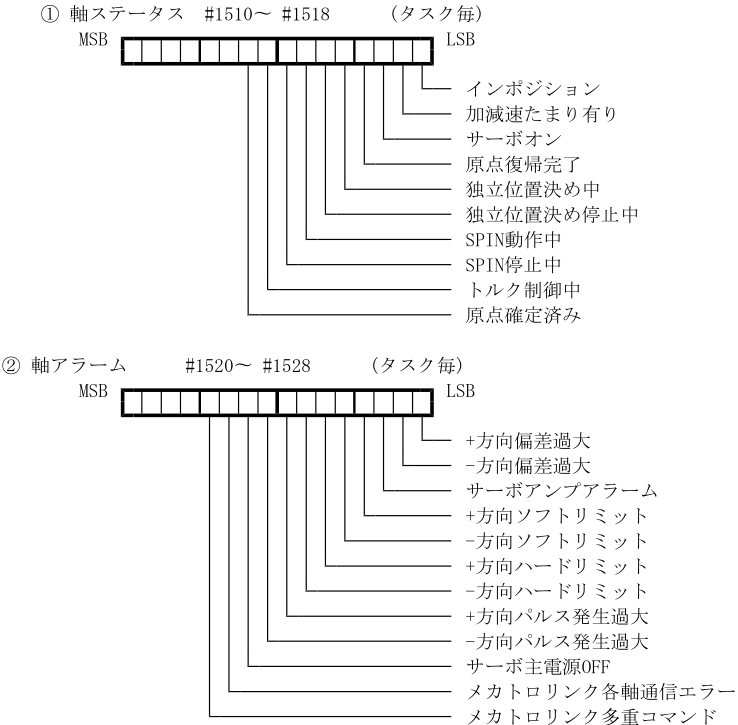 ① 軸ステータス #1510～ #1518 (タスク毎)
MSB LSB
インポジション
加減速たまり有り
サーボオン
原点復帰完了
独立位置決め中
独立位置決め停止中
SPIN動作中
SPIN停止中
トルク制御中
原点確定済み
② 軸アラーム #1520～ #1528 (タスク毎)
MSB LSB
+方向偏差過大
-方向偏差過大
サーボアンプアラーム
+方向ソフトリミット
-方向ソフトリミット
+方向ハードリミット
-方向ハードリミット
+方向パルス発生過大
-方向パルス発生過大
サーボ主電源OFF
メカトロリンク各軸通信エラー
メカトロリンク多重コマンド